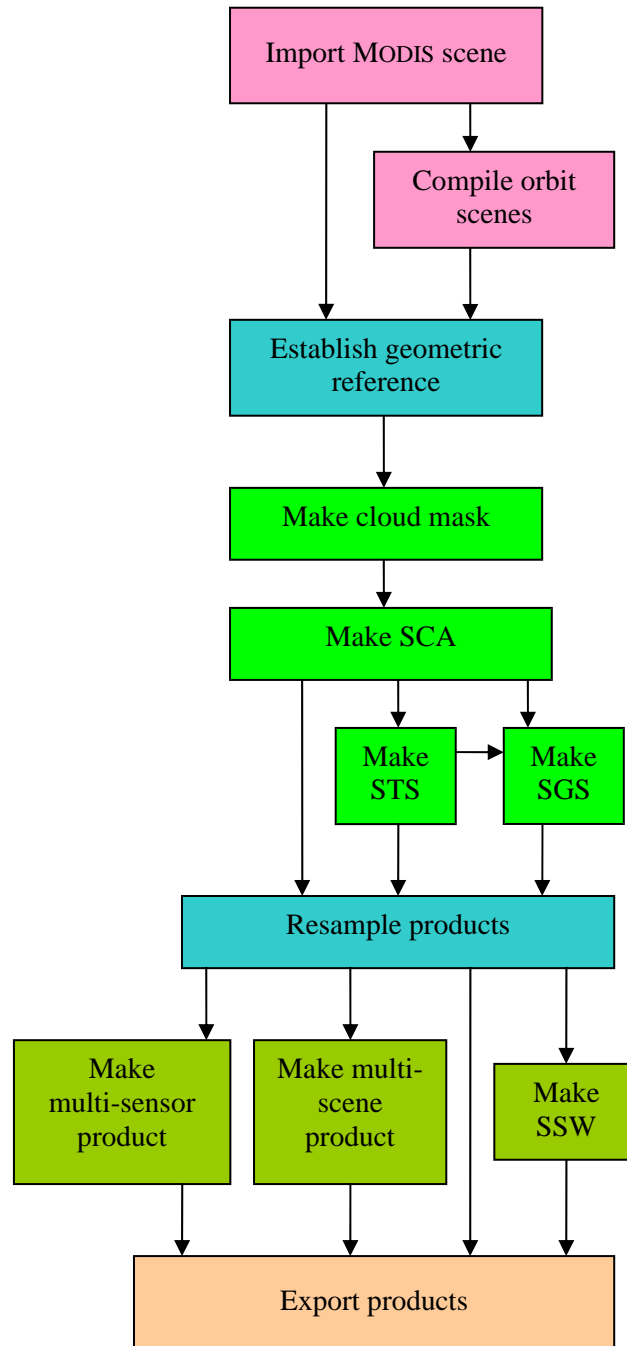 Import MODIS scene
Compile orbit
scenes
Establish geometric
reference
Make cloud mask
Make SCA
Make
STS
Make
SGS
Resample products
Make
multi-sensor
product
Make multi-
scene
product
Make
SSW
Export products